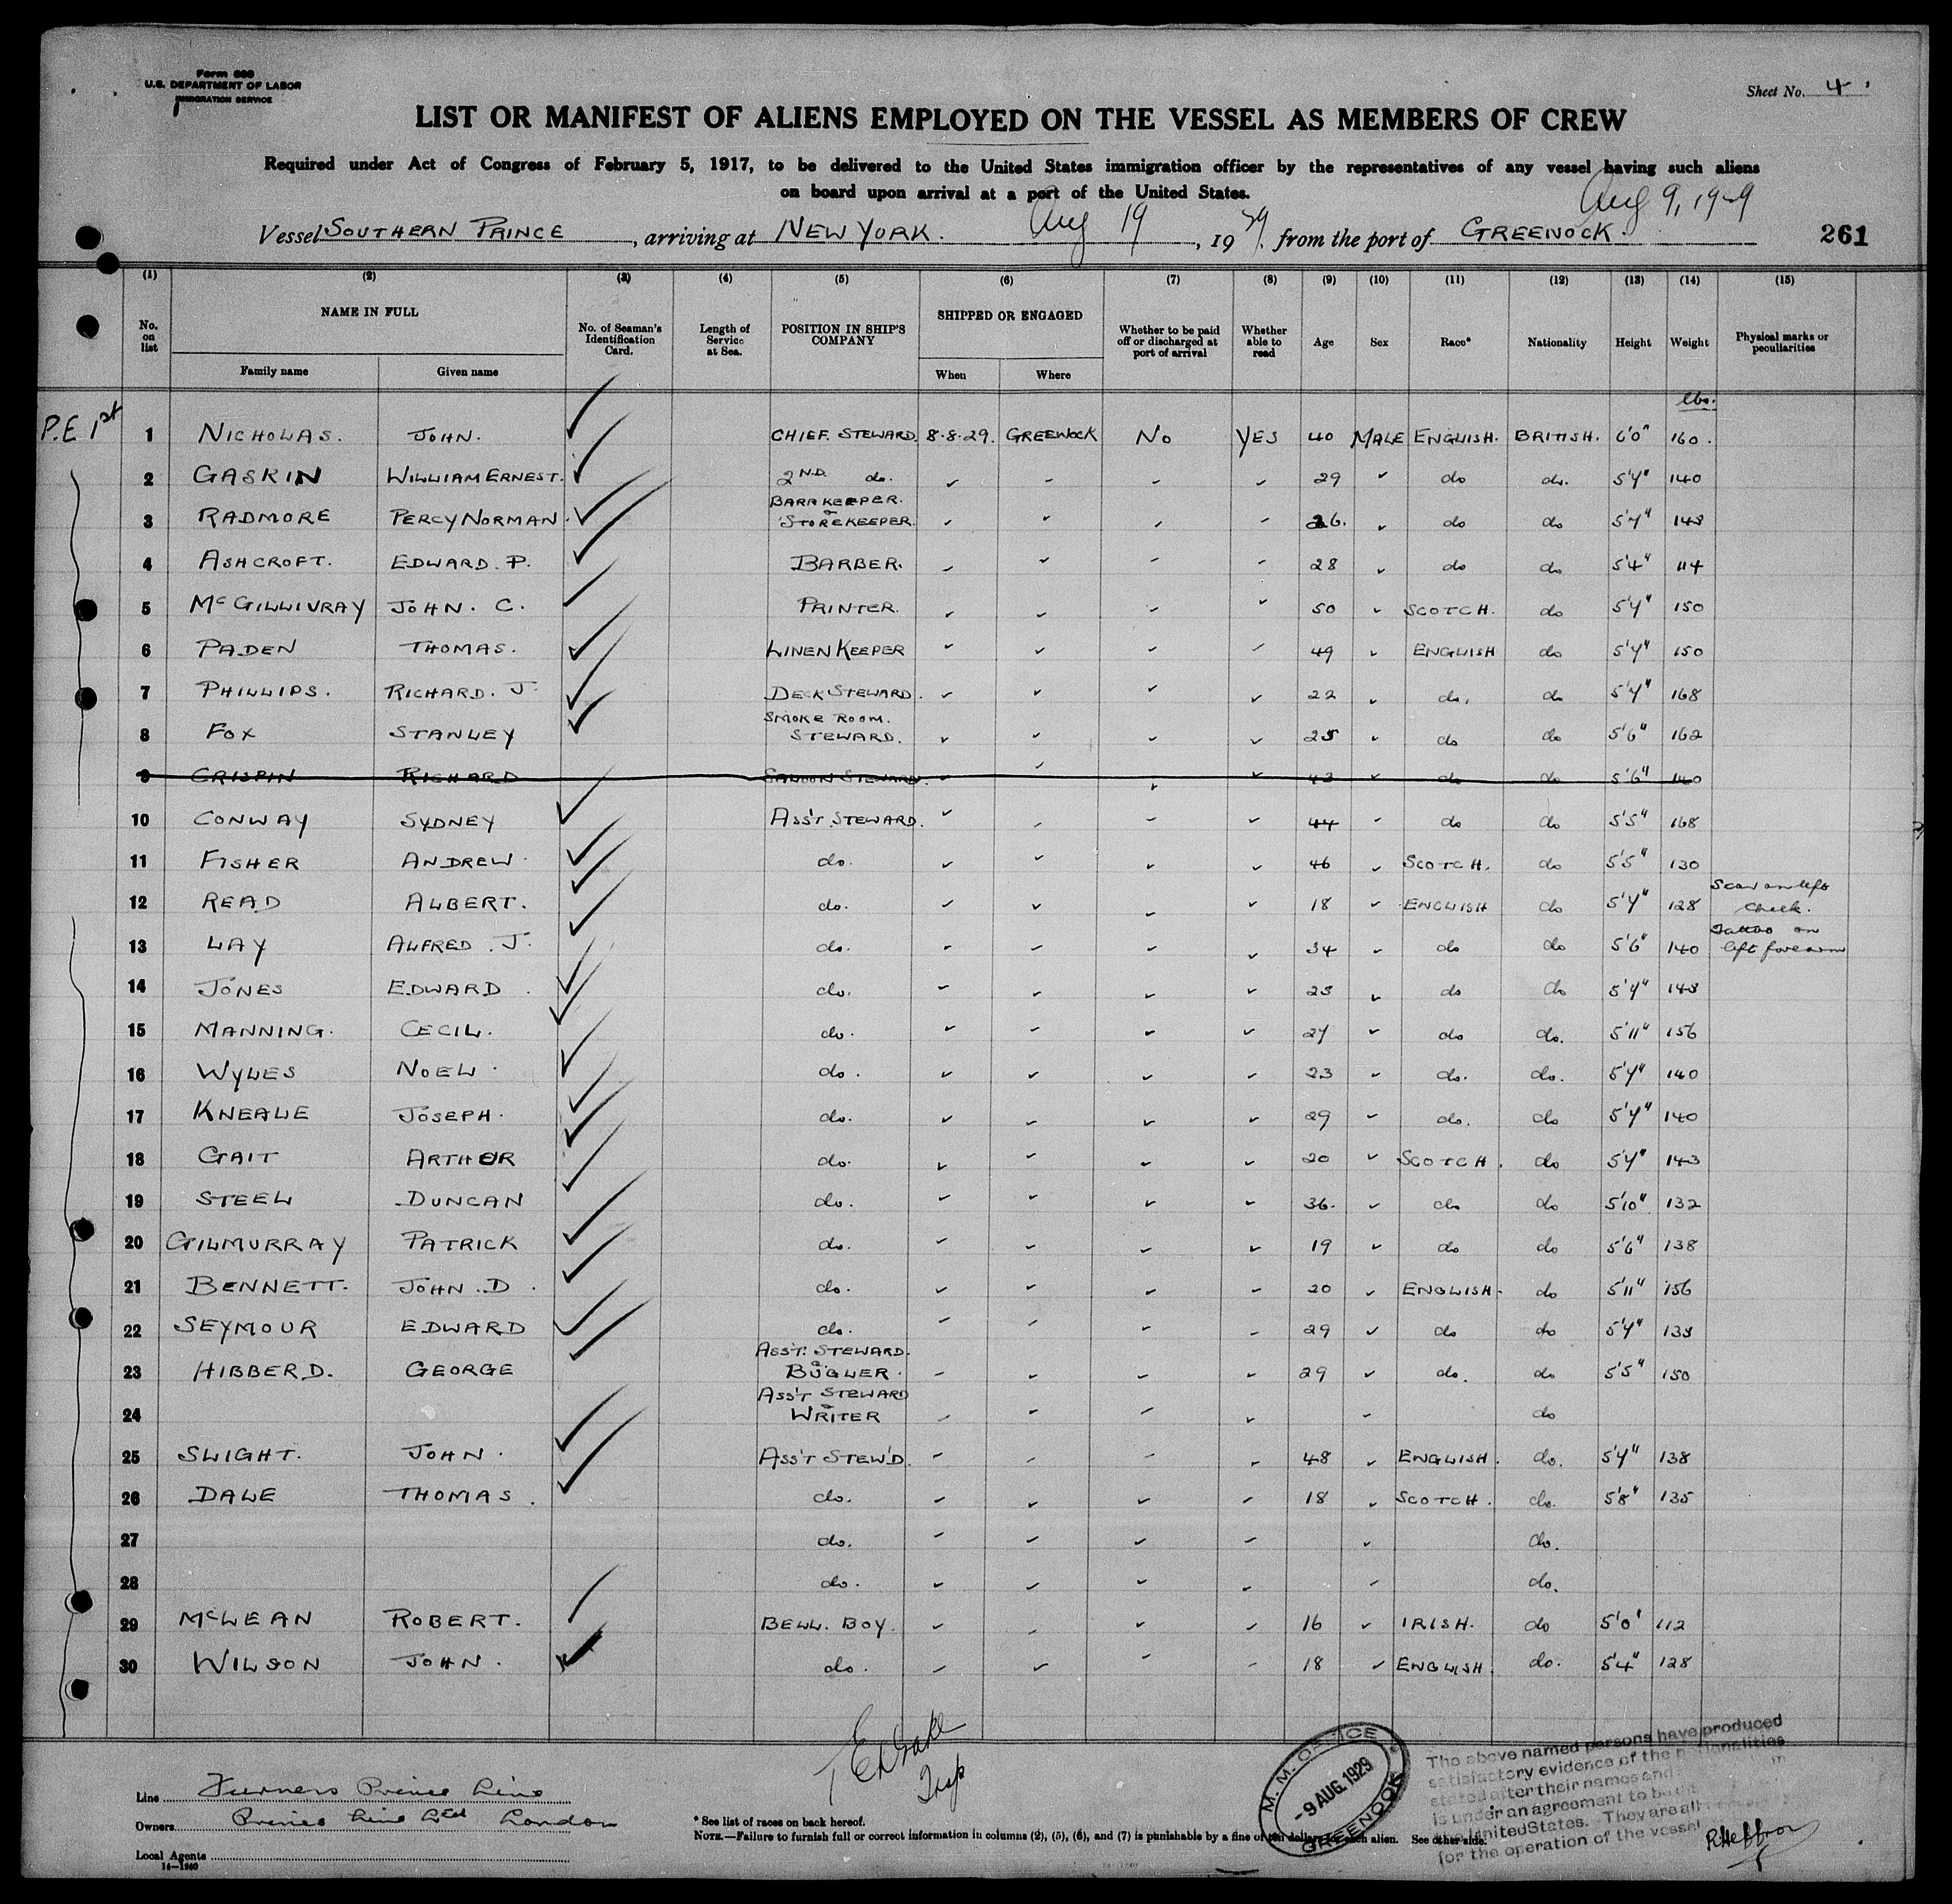 Form 680
U.S. DEPARTMENT OF LABOR
IMMIGRATION SERVICE
Sheet No. 4
LIST OR MANIFEST OF ALIENS EMPLOYED ON THE VESSEL AS MEMBERS OF CREW
Required under Act of Congress of February 5, 1917, to be delivered to the United States immigration officer by the representatives of any vessel having such aliens
on board upon arrival at a port of the United States.
Aug 9, 1929
Vessel SOUTHERN PRINCE, arriving at NEW YORK. Aug 19, 1929. from the port of GREENOCK. 261
(1) (2) (3) (4) (5) (6) (7) (8) (9) (10) (11) (12) (13) (14) (15)
No. on list NAME IN FULL Family name Given name No. of Seaman's Identification Card. Length of Service at Sea. POSITION IN SHIP'S COMPANY SHIPPED OR ENGAGED When Where Whether to be paid off or discharged at port of arrival Whether able to read Age Sex Race* Nationality Height Weight Physical marks or peculiarities
lbs.
P.E 1st
1 NICHOLAS. JOHN. CHIEF STEWARD. 8.8.29. GREENOCK NO YES 40 MALE ENGLISH. BRITISH. 6'0" 160.
2 GASKIN WILLIAM ERNEST. 2ND. do. 29 do do. 5'7" 140
3 RADMORE PERCY NORMAN. BARRKEEPER. & STOREKEEPER. 26. do do 5'7" 143
4 ASHCROFT. EDWARD. P. BARBER. 28 do do 5'4" 114
5 McGILLIVRAY JOHN. C. PRINTER. 50 SCOTCH. do 5'7" 150
6 PADEN THOMAS. LINEN KEEPER 49 ENGLISH do 5'7" 150
7 PHILLIPS. RICHARD. J. DECK STEWARD. 22 do. do 5'7" 168
8 FOX STANLEY SMOKE ROOM. STEWARD. 25 do do 5'6" 162
9 CRISPIN RICHARD SALOON STEWARD. 43 do do 5'6" 140
10 CONWAY SYDNEY ASS'T STEWARD. 44 do do 5'5" 168
11 FISHER ANDREW. do. 46 SCOTCH. do 5'5" 130
12 READ ALBERT. do. 18 ENGLISH do 5'7" 128 Scar on left cheek.
13 LAY ALFRED. J. do. 34 do do 5'6" 140 Tattoo on left forearm
14 JONES EDWARD. do. 25 do do 5'7" 143
15 MANNING. CECIL. do. 27 do do. 5'11" 156
16 WYLES NOEL. do. 23 do. do. 5'7" 140
17 KNEALE JOSEPH. do. 29 do. do 5'7" 140
18 GAIT ARTHUR do. 20 SCOTCH. do 5'7" 143
19 STEEL DUNCAN do. 36. do do 5'10" 132
20 GILMURRAY PATRICK do. 19 do do 5'6" 138
21 BENNETT. JOHN. D. do. 20 ENGLISH. do 5'11" 156
22 SEYMOUR EDWARD do. 29 do do 5'7" 133
23 HIBBERD. GEORGE ASS'T. STEWARD. & BUGLER. 29 do. do 5'5" 150
24 ASS'T STEWARD & WRITER do
25 SLIGHT. JOHN. ASS'T STEW'D. 48 ENGLISH. do. 5'7" 138
26 DALE THOMAS. do. 18 SCOTCH. do. 5'8" 135
27 do. do.
28 do. do.
29 McLEAN ROBERT. BELL. BOY. 16 IRISH. do 5'0" 112
30 WILSON JOHN. do. 18 ENGLISH. do. 5'4" 128
Line Furness Prince Line
Owners Prince Line Ltd London
Local Agents
14—1240
Insp
* See list of races on back hereof.
NOTE.—Failure to furnish full or correct information in columns (2), (5), (6), and (7) is punishable by a fine of ten dollars for each alien. See other side.
M. M. OFFICE
- 9 AUG. 1929
GREENOCK
The above named persons have produced
satisfactory evidence of the nationalities
stated after their names and
is under an agreement to
the United States. They are all
for the operation of the vessel